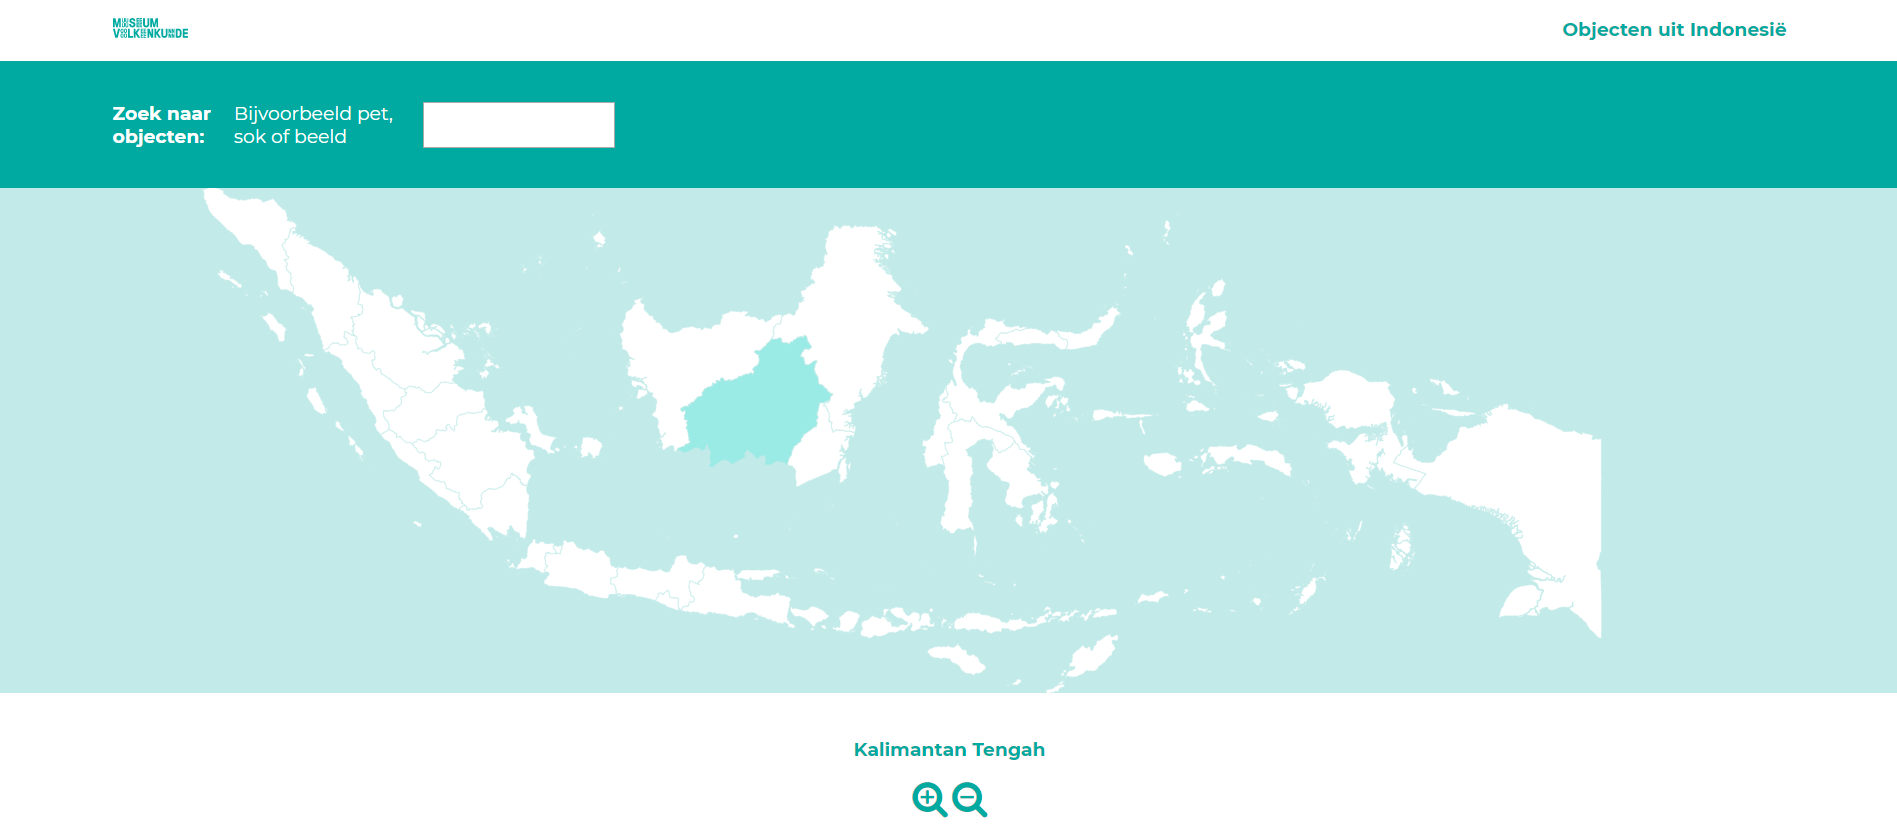 MUSEUM
VOLKENKUNDE
Objecten uit Indonesië
Zoek naar
objecten:
Bijvoorbeeld pet,
sok of beeld
Kalimantan Tengah